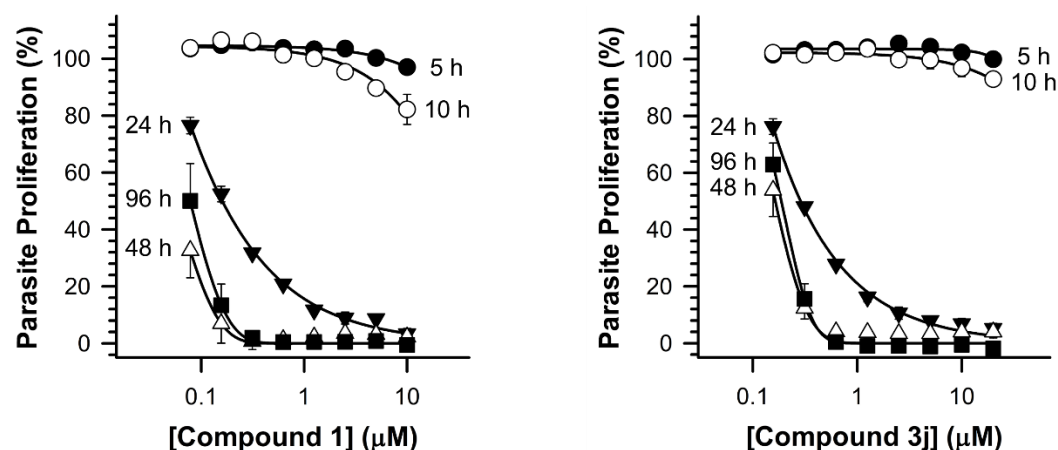 Parasite Proliferation (%)
100
80
60
40
20
0
5 h
10 h
24 h
96 h
48 h
0.1
1
10
[Compound 1] (μM)
Parasite Proliferation (%)
100
80
60
40
20
0
5 h
10 h
24 h
96 h
48 h
0.1
1
10
[Compound 3j] (μM)